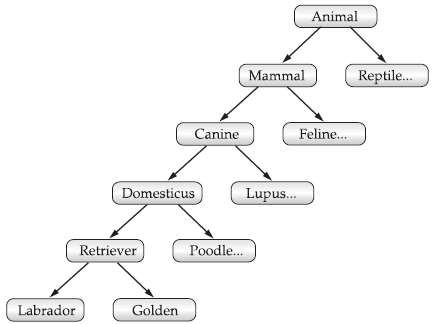 Animal
Mammal
Reptile...
Canine
Feline...
Domesticus
Lupus...
Retriever
Poodle...
Labrador
Golden